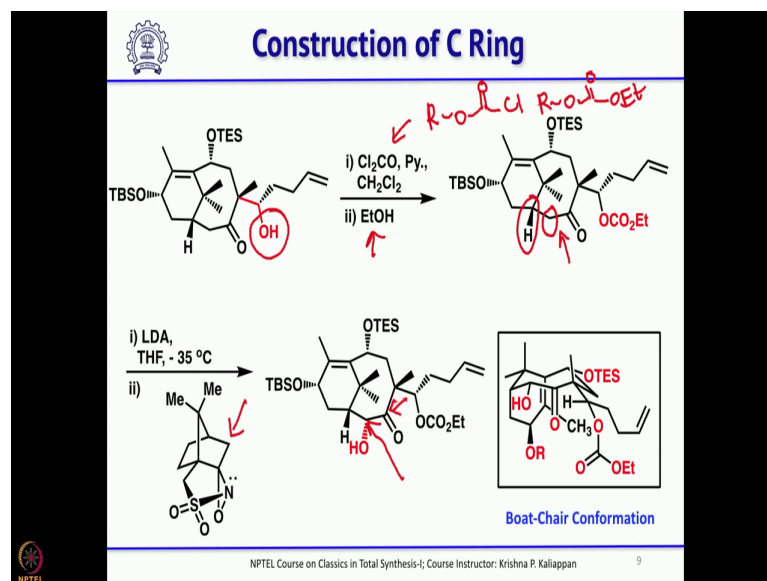 Construction of C Ring
R O O Cl R O O OEt
OTES
TBSO
OH
H
O
i) Cl₂CO, Py.,
CH₂Cl₂
ii) EtOH
OTES
TBSO
H
O
OCO₂Et
i) LDA,
THF, - 35 ºC
ii)
Me
Me
O
S
O
N
O
OTES
TBSO
H
HO
O
OCO₂Et
OTES
HO
H
O
CH₃
O
OR
O
OEt
Boat-Chair Conformation
NPTEL
NPTEL Course on Classics in Total Synthesis-I; Course Instructor: Krishna P. Kaliappan
9